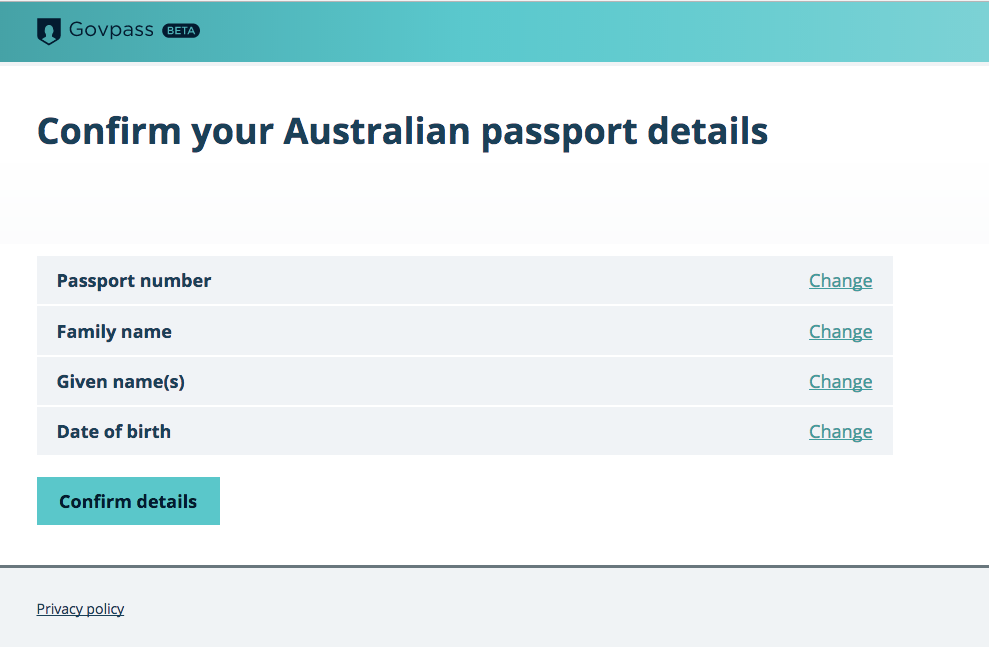 Govpass BETA
Confirm your Australian passport details
Passport number Change
Family name Change
Given name(s) Change
Date of birth Change
Confirm details
Privacy policy